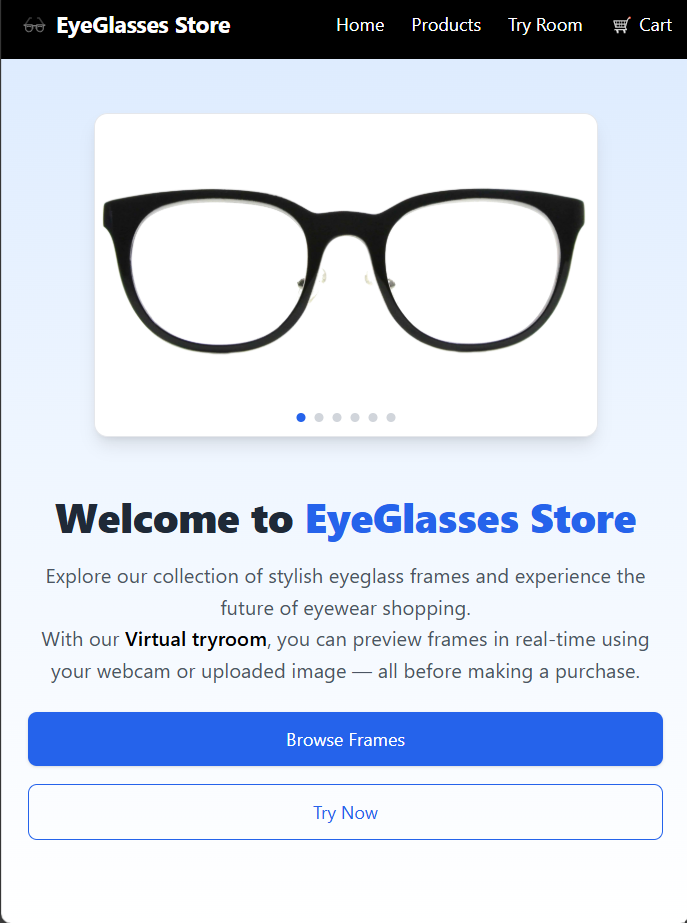 EyeGlasses Store
Home
Products
Try Room
Cart
Welcome to EyeGlasses Store
Explore our collection of stylish eyeglass frames and experience the
future of eyewear shopping.
With our Virtual tryroom, you can preview frames in real-time using
your webcam or uploaded image — all before making a purchase.
Browse Frames
Try Now